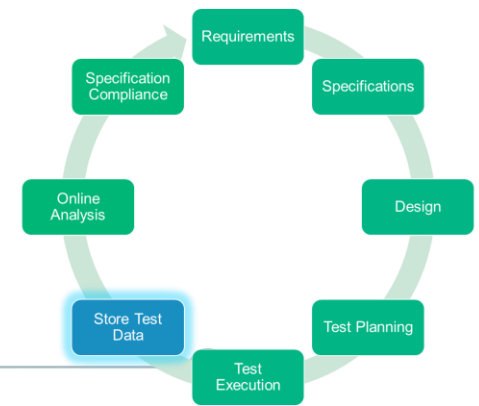 Requirements
Specifications
Design
Test Planning
Test
Execution
Store Test
Data
Online
Analysis
Specification
Compliance